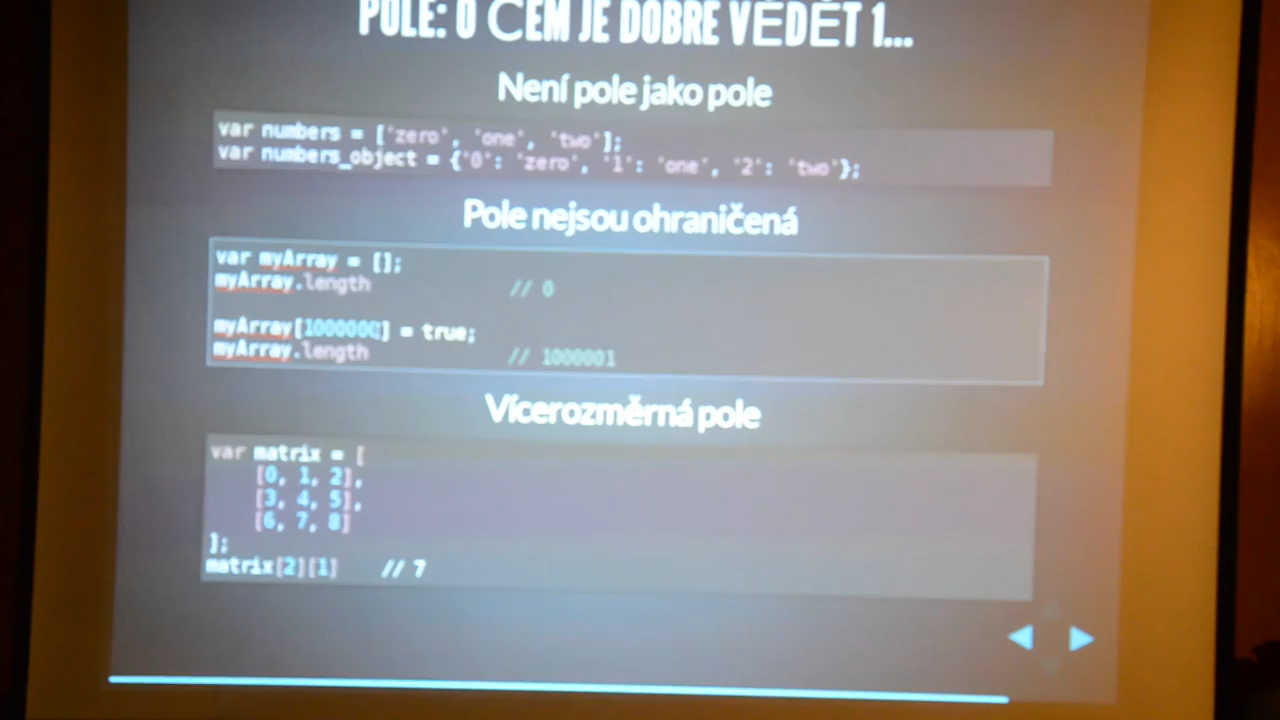 POLE: O ČEM JE DOBRE VĚDĚT 1...
Není pole jako pole
var numbers = ['zero', 'one', 'two'];
var numbers_object = {'0': 'zero', '1': 'one', '2': 'two'};
Pole nejsou ohraničená
var myArray = [];
myArray.length // 0
myArray[1000000] = true;
myArray.length // 1000001
Vícerozměrná pole
var matrix = [
[0, 1, 2],
[3, 4, 5],
[6, 7, 8]
];
matrix[2][1] // 7